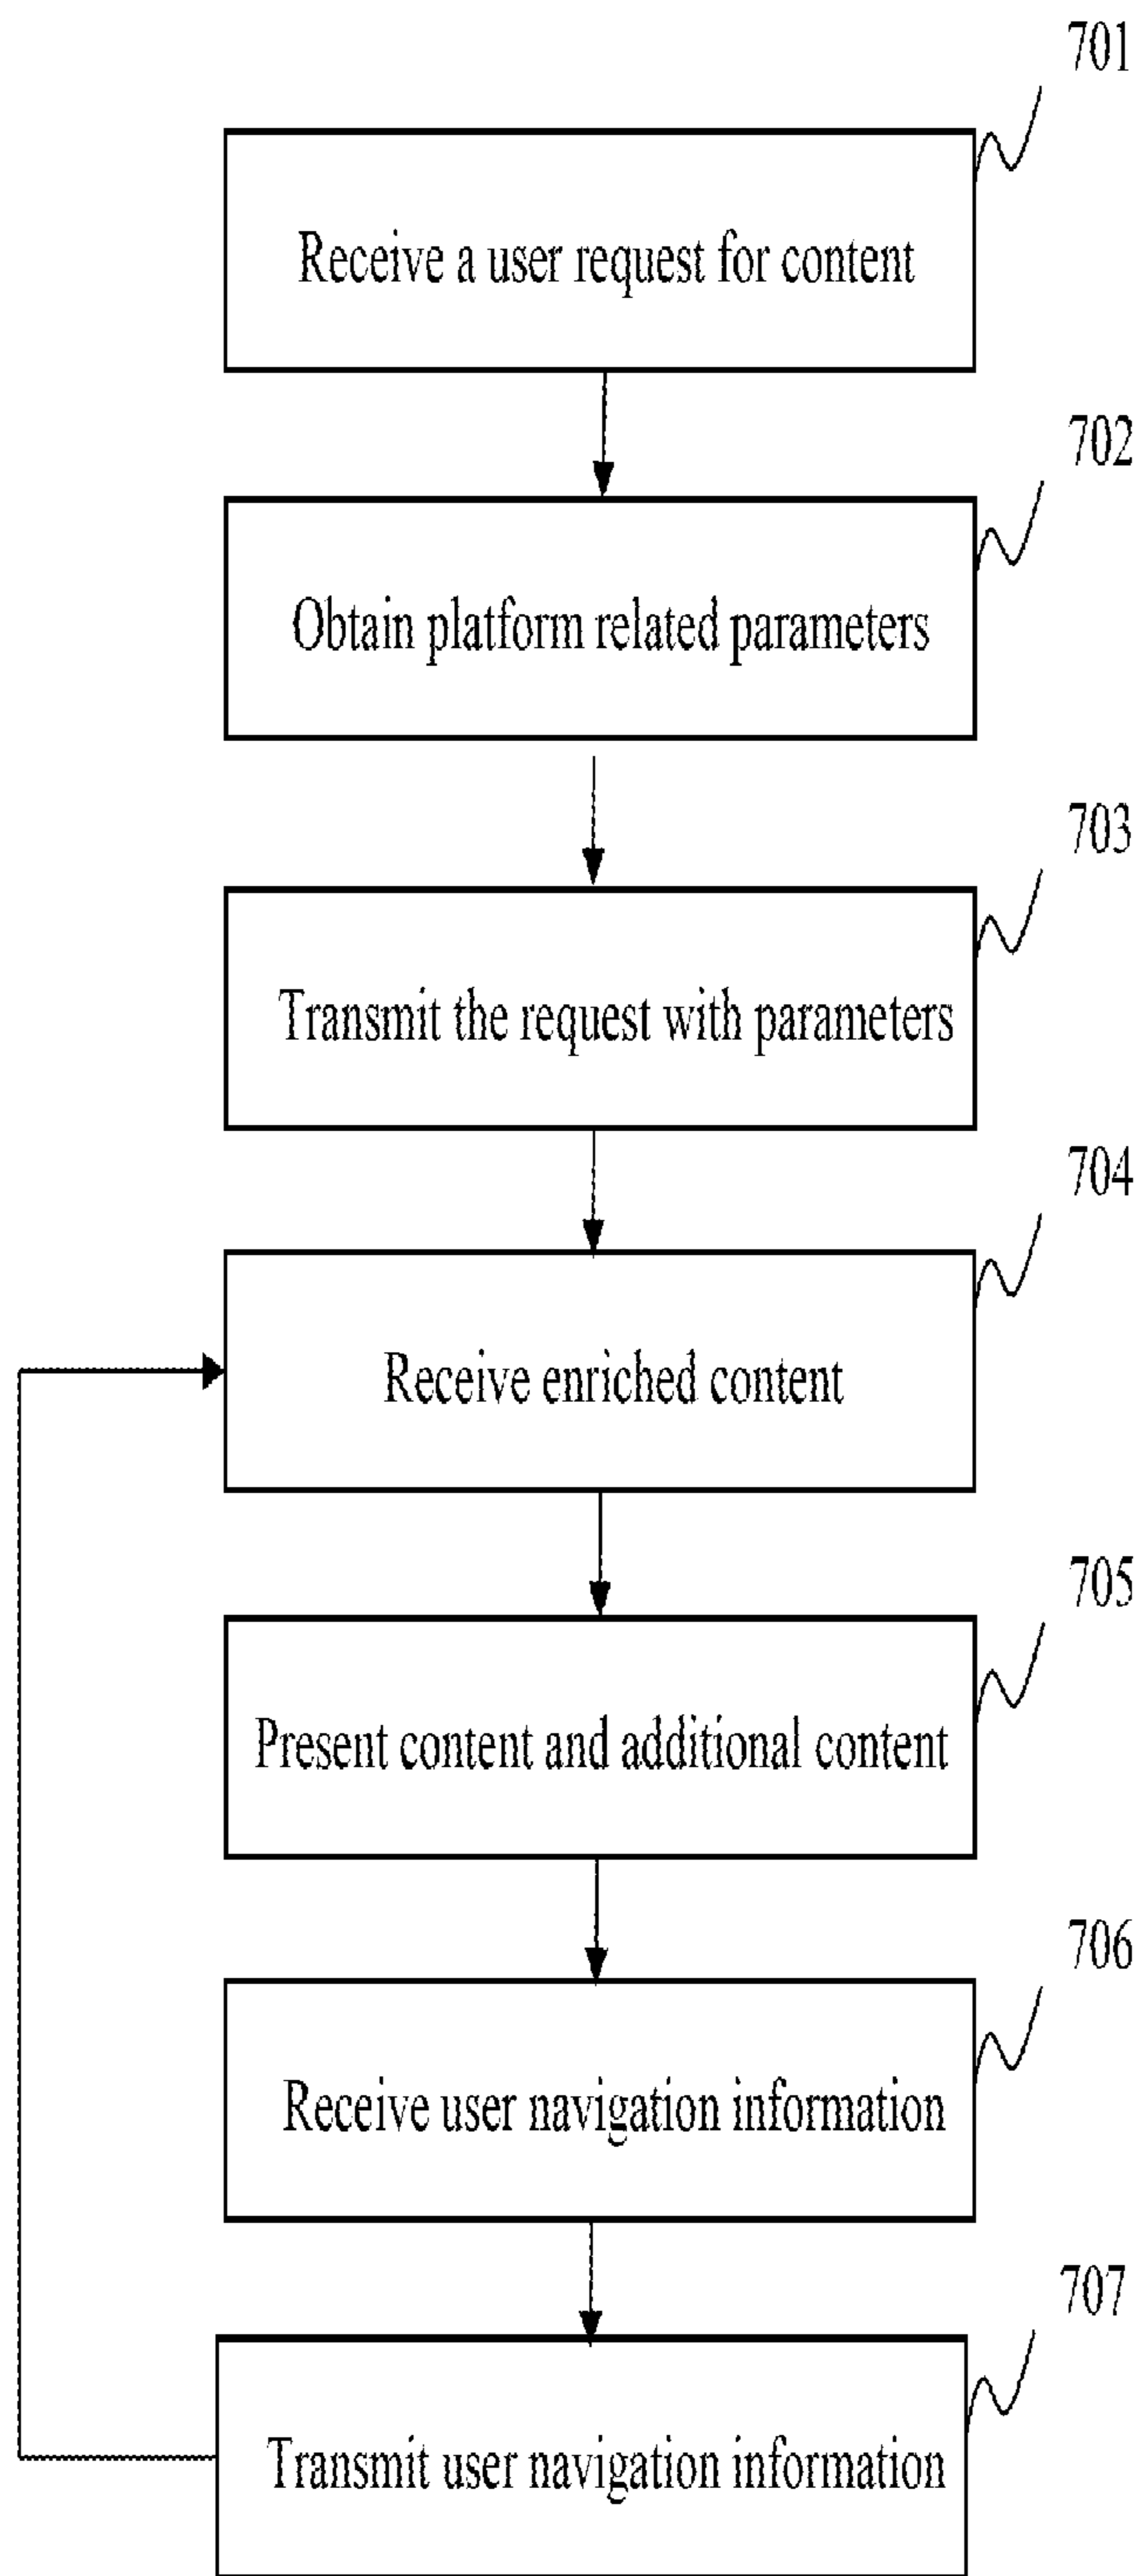 701
Receive a user request for content
702
Obtain platform related parameters
703
Transmit the request with parameters
704
Receive enriched content
705
Present content and additional content
706
Receive user navigation information
707
Transmit user navigation information